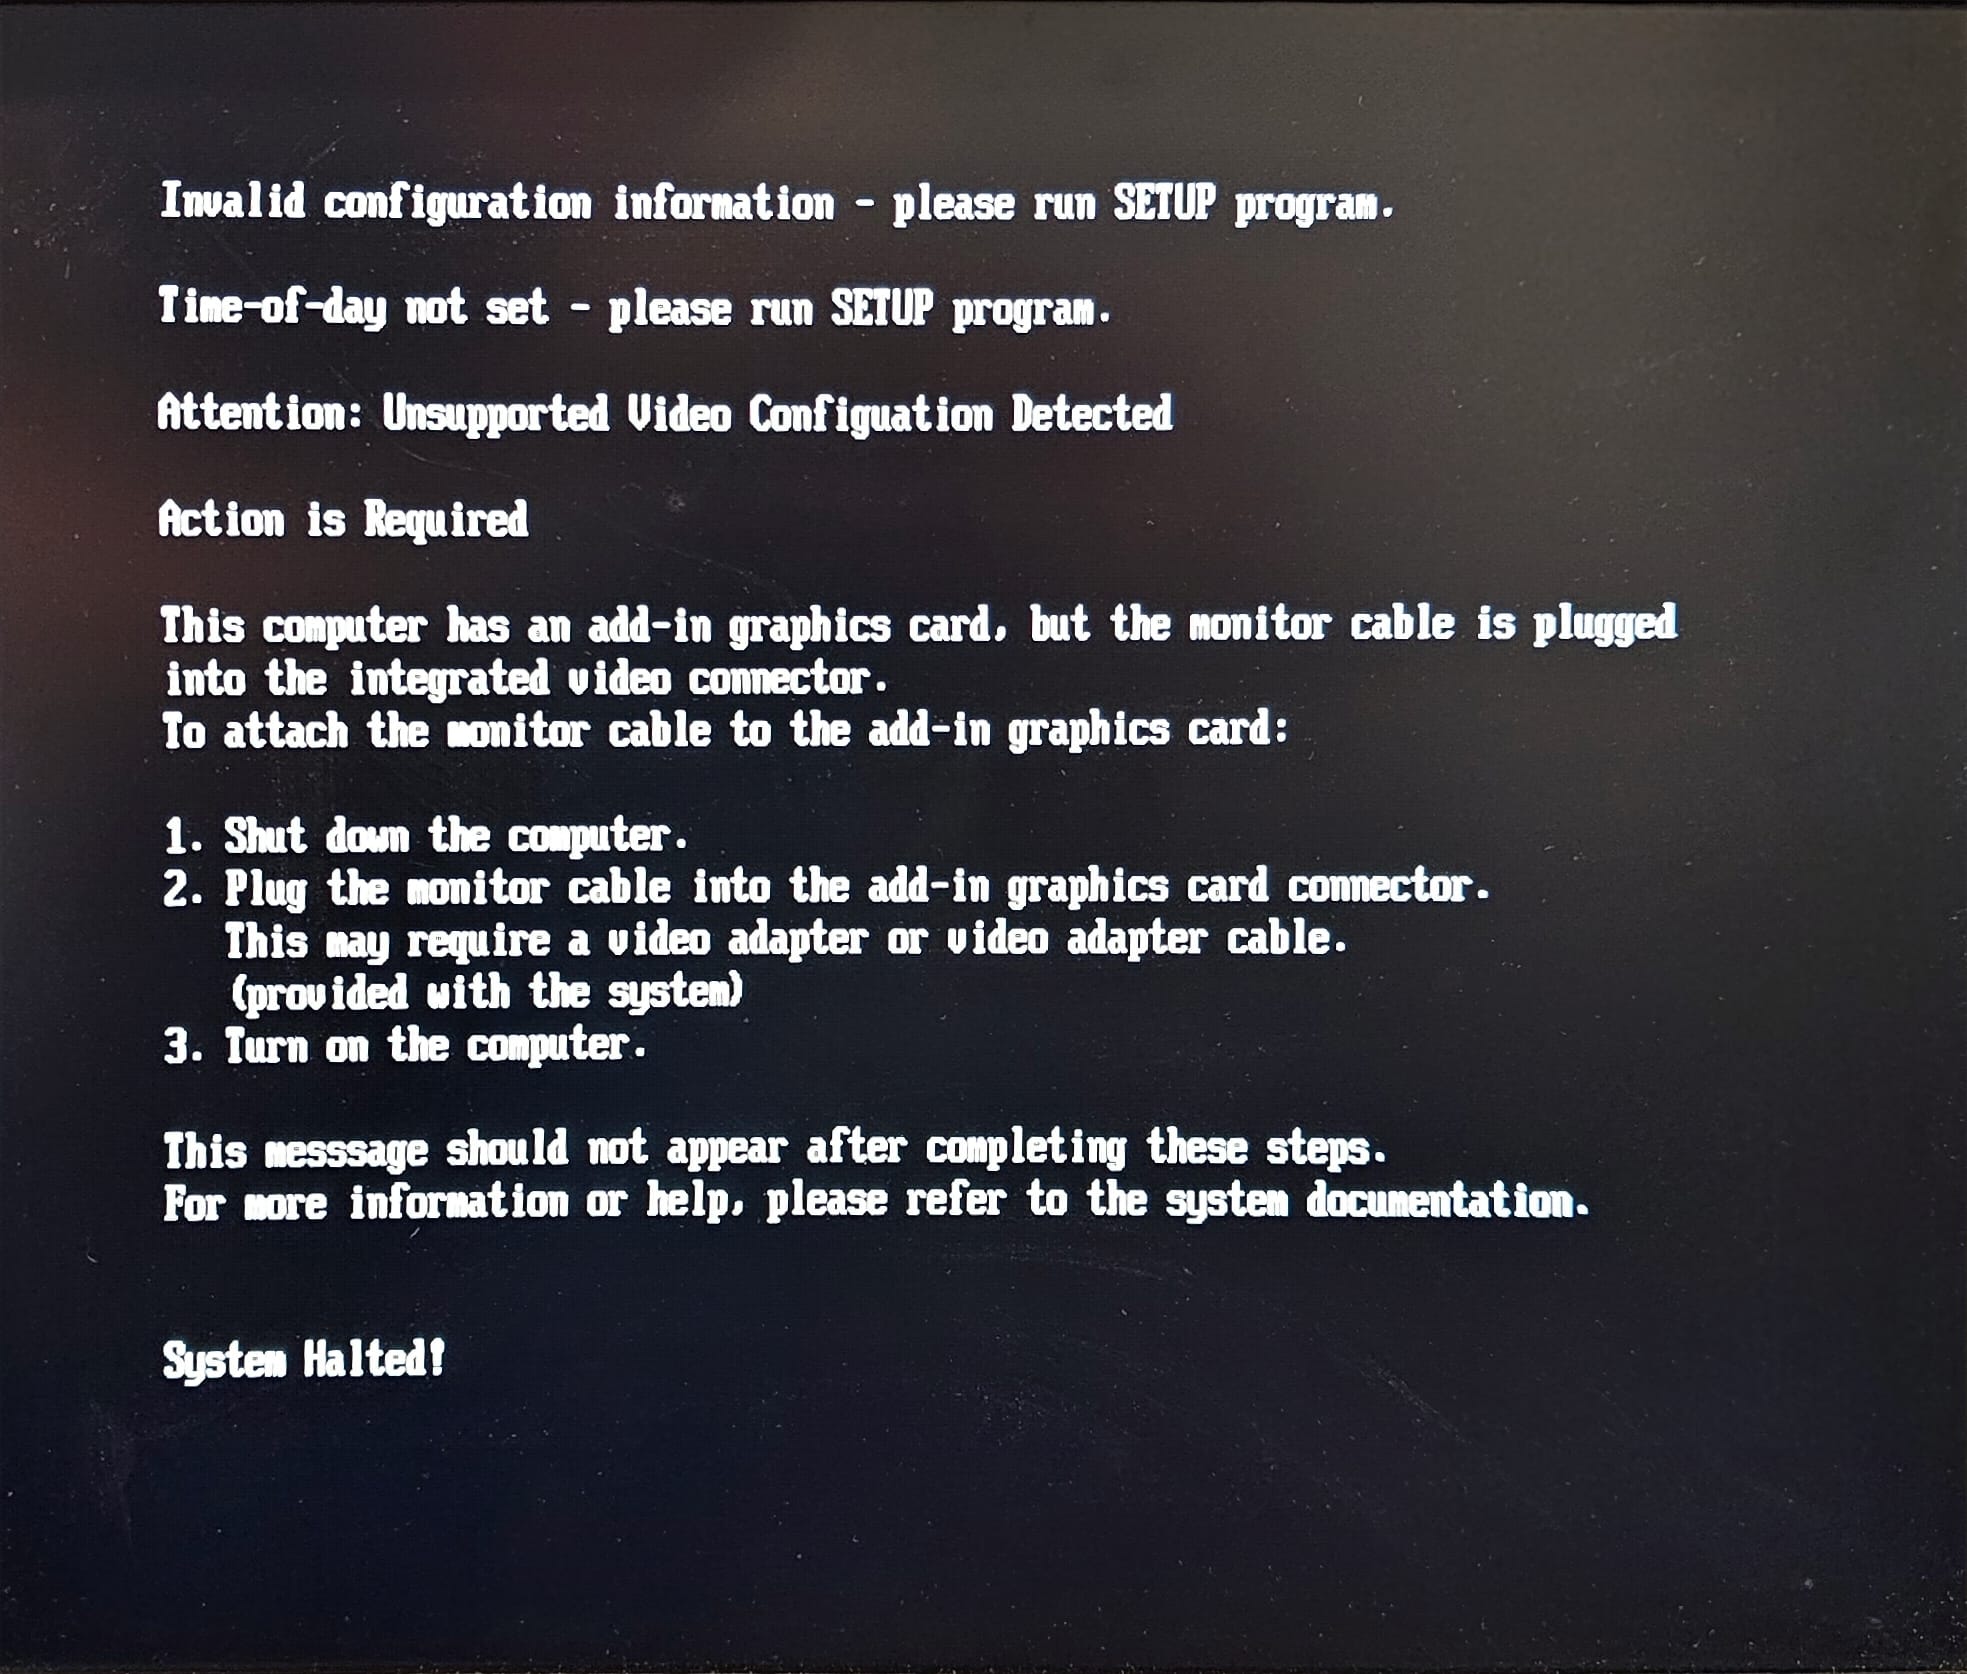 Invalid configuration information - please run SETUP program.
Time-of-day not set - please run SETUP program.
Attention: Unsupported Video Configuation Detected
Action is Required
This computer has an add-in graphics card, but the monitor cable is plugged
into the integrated video connector.
To attach the monitor cable to the add-in graphics card:
1. Shut down the computer.
2. Plug the monitor cable into the add-in graphics card connector.
This may require a video adapter or video adapter cable.
(provided with the system)
3. Turn on the computer.
This messsage should not appear after completing these steps.
For more information or help, please refer to the system documentation.
System Halted!